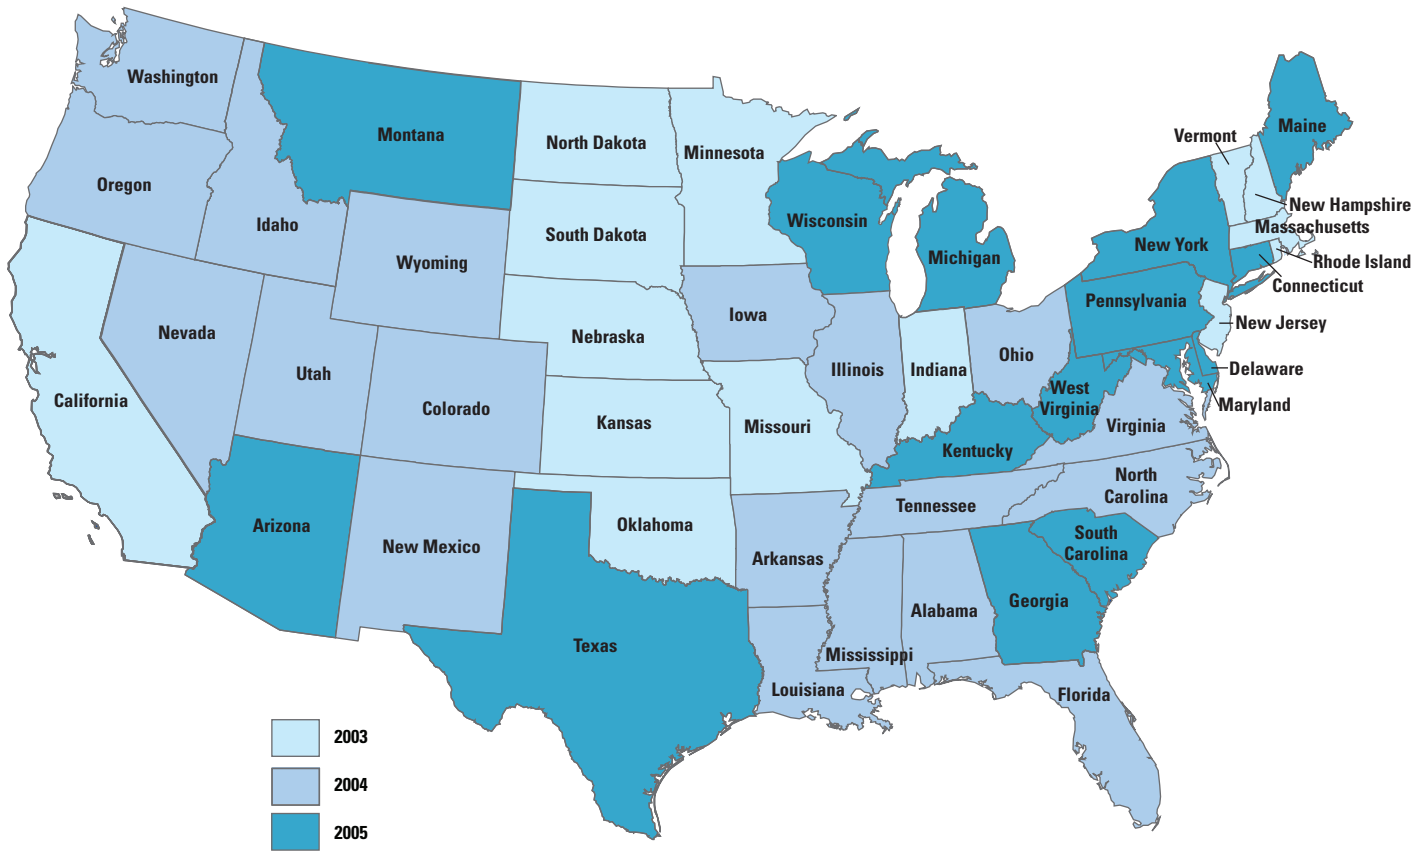 Washington
Montana
North Dakota
Minnesota
Vermont
Maine
Oregon
Idaho
South Dakota
Wisconsin
New Hampshire
Massachusetts
Wyoming
Michigan
New York
Rhode Island
Connecticut
Nevada
Nebraska
Iowa
Pennsylvania
New Jersey
Utah
Illinois
Indiana
Ohio
Delaware
California
Colorado
Kansas
Missouri
West
Virginia
Virginia
Maryland
Kentucky
Arizona
New Mexico
Oklahoma
Arkansas
Tennessee
North
Carolina
South
Carolina
Texas
Mississippi
Alabama
Georgia
Louisiana
Florida
2003
2004
2005